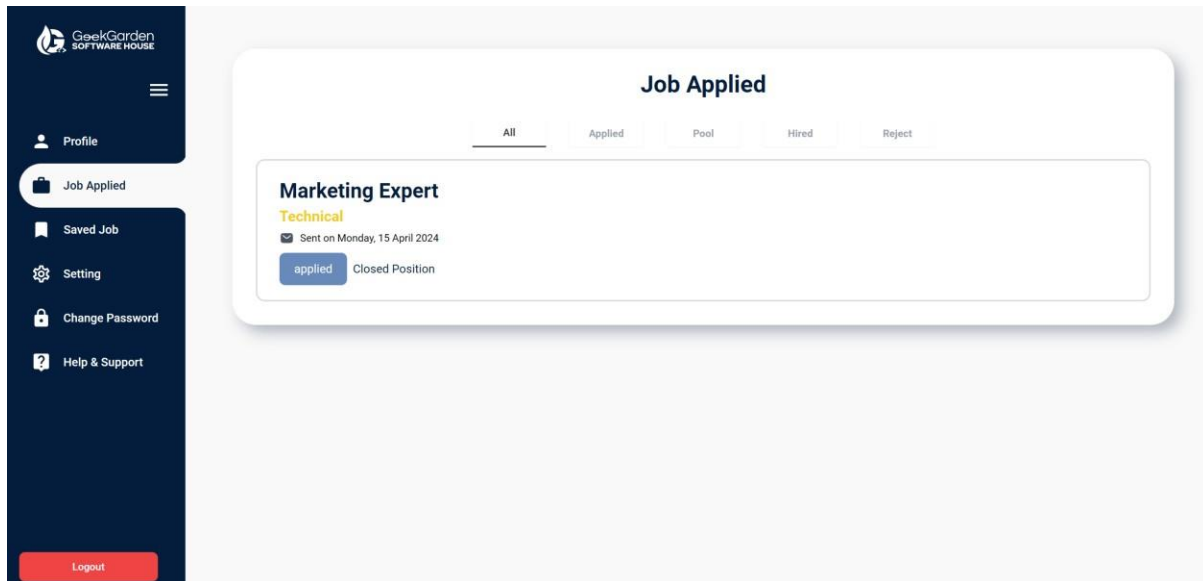 GeekGarden
SOFTWARE HOUSE
Profile
Job Applied
Saved Job
Setting
Change Password
Help & Support
Logout
Job Applied
All Applied Pool Hired Reject
Marketing Expert
Technical
Sent on Monday, 15 April 2024
applied Closed Position